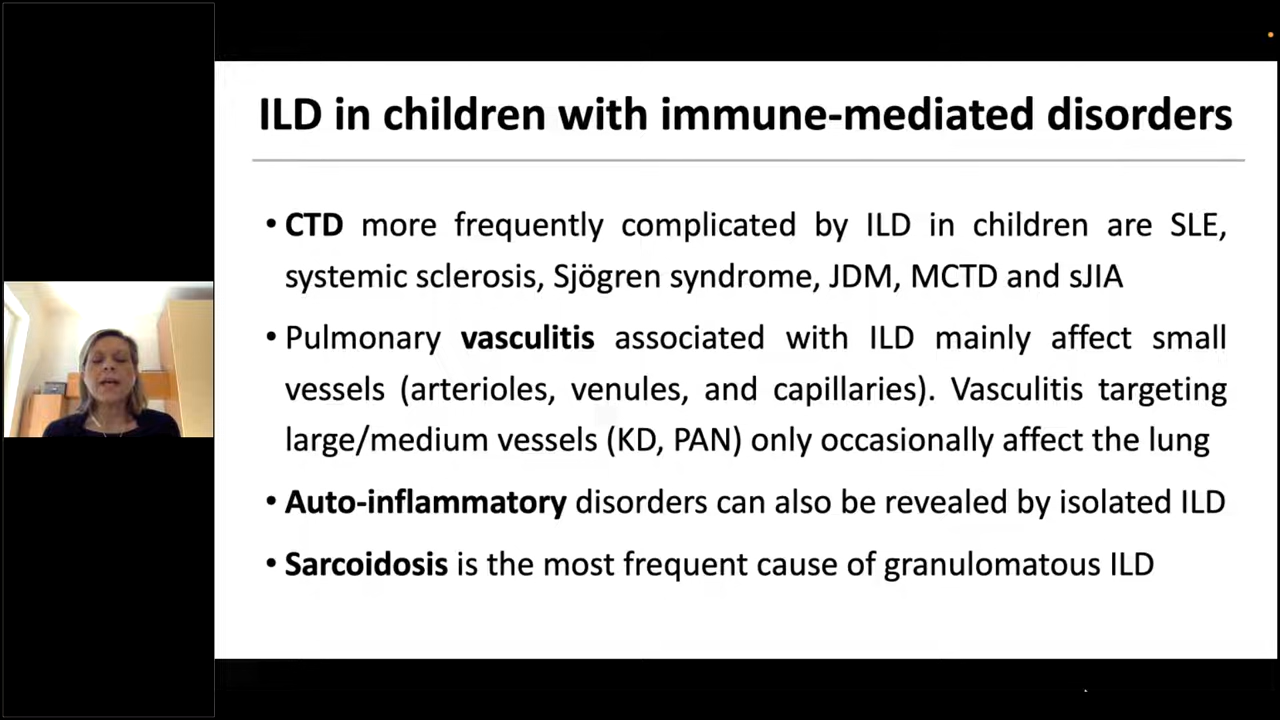 ILD in children with immune-mediated disorders
• CTD more frequently complicated by ILD in children are SLE,
systemic sclerosis, Sjögren syndrome, JDM, MCTD and sJIA
• Pulmonary vasculitis associated with ILD mainly affect small
vessels (arterioles, venules, and capillaries). Vasculitis targeting
large/medium vessels (KD, PAN) only occasionally affect the lung
• Auto-inflammatory disorders can also be revealed by isolated ILD
• Sarcoidosis is the most frequent cause of granulomatous ILD